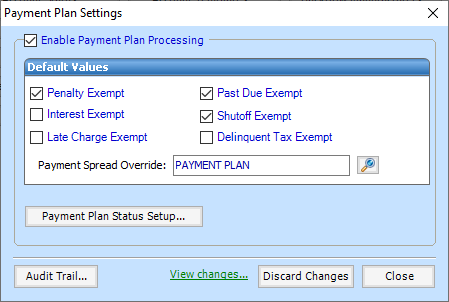 Payment Plan Settings
Enable Payment Plan Processing
Default Values
Penalty Exempt
Past Due Exempt
Interest Exempt
Shutoff Exempt
Late Charge Exempt
Delinquent Tax Exempt
Payment Spread Override: PAYMENT PLAN
Payment Plan Status Setup...
Audit Trail... View changes... Discard Changes Close